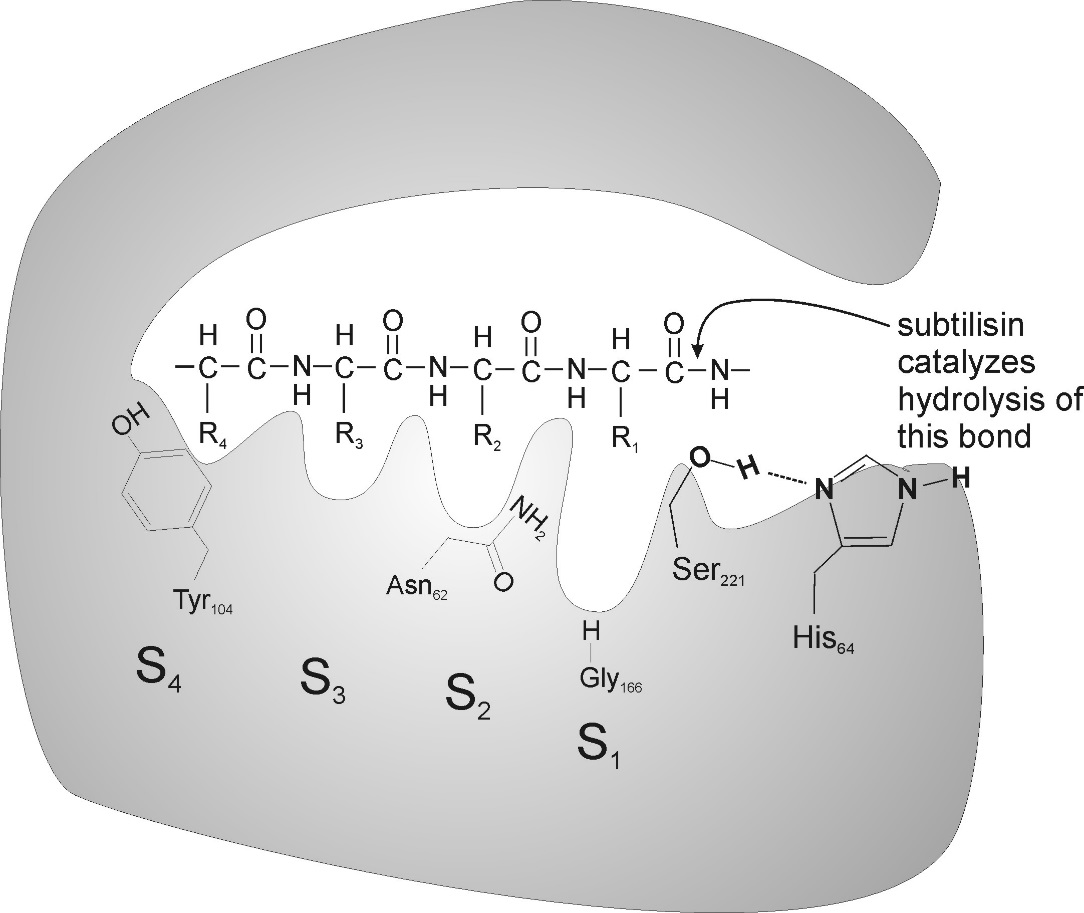 H O H O H O H O
subtilisin
catalyzes
hydrolysis of
this bond
C C N C C N C C N C C N
H H H H
OH R4 R3 R2 R1
O H N N H
NH2
Asn62 O
Ser221
Tyr104
H
His64
Gly166
S4 S3 S2 S1